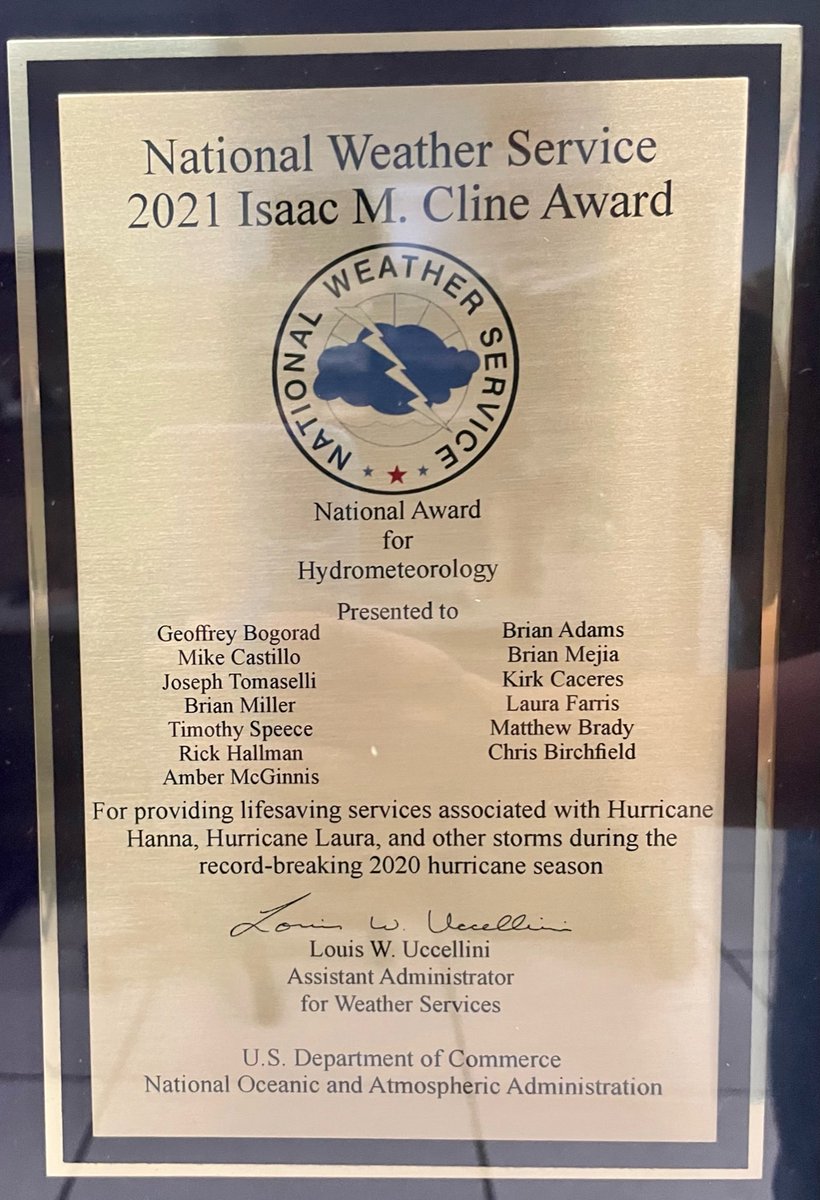 National Weather Service
2021 Isaac M. Cline Award
NATIONAL WEATHER SERVICE
National Award
for
Hydrometeorology
Presented to
Geoffrey Bogorad
Mike Castillo
Joseph Tomaselli
Brian Miller
Timothy Speece
Rick Hallman
Amber McGinnis
Brian Adams
Brian Mejia
Kirk Caceres
Laura Farris
Matthew Brady
Chris Birchfield
For providing lifesaving services associated with Hurricane
Hanna, Hurricane Laura, and other storms during the
record-breaking 2020 hurricane season
Louis W. Uccellini
Louis W. Uccellini
Assistant Administrator
for Weather Services
U.S. Department of Commerce
National Oceanic and Atmospheric Administration